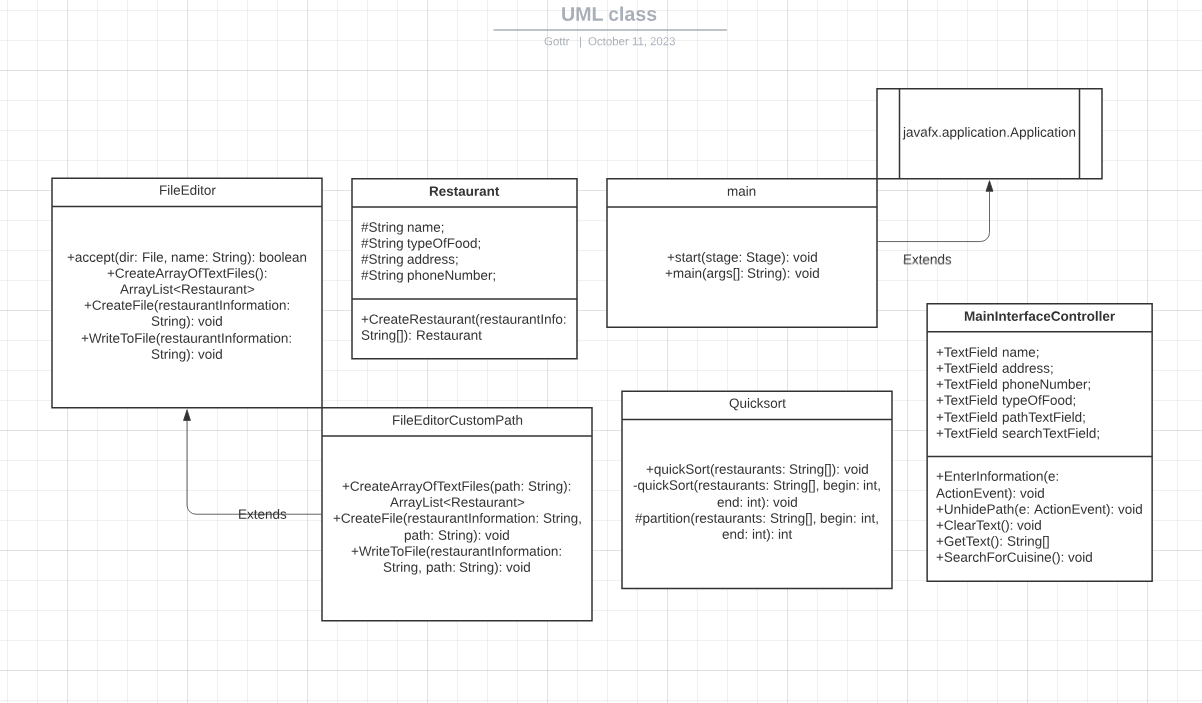 UML class
Gottr | October 11, 2023
javafx.application.Application
FileEditor
+accept(dir: File, name: String): boolean
+CreateArrayOfTextFiles():
ArrayList<Restaurant>
+CreateFile(restaurantInformation:
String): void
+WriteToFile(restaurantInformation:
String): void
Restaurant
#String name;
#String typeOfFood;
#String address;
#String phoneNumber;
+CreateRestaurant(restaurantInfo:
String[]): Restaurant
main
+start(stage: Stage): void
+main(args[]: String): void
Extends
MainInterfaceController
+TextField name;
+TextField address;
+TextField phoneNumber;
+TextField typeOfFood;
+TextField pathTextField;
+TextField searchTextField;
+EnterInformation(e:
ActionEvent): void
+UnhidePath(e: ActionEvent): void
+ClearText(): void
+GetText(): String[]
+SearchForCuisine(): void
Extends
FileEditorCustomPath
+CreateArrayOfTextFiles(path: String):
ArrayList<Restaurant>
+CreateFile(restaurantInformation: String,
path: String): void
+WriteToFile(restaurantInformation:
String, path: String): void
Quicksort
+quickSort(restaurants: String[]): void
-quickSort(restaurants: String[], begin: int,
end: int): void
#partition(restaurants: String[], begin: int,
end: int): int